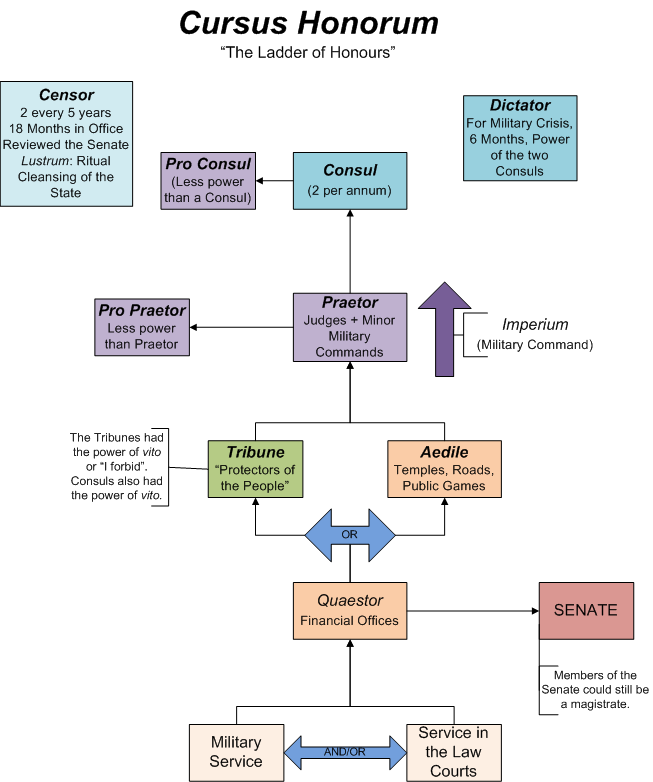 Cursus Honorum
“The Ladder of Honours”
Censor
2 every 5 years
18 Months in Office
Reviewed the Senate
Lustrum: Ritual
Cleansing of the
State
Dictator
For Military Crisis,
6 Months, Power
of the two
Consuls
Pro Consul
(Less power
than a Consul)
Consul
(2 per annum)
Pro Praetor
Less power
than Praetor
Praetor
Judges + Minor
Military
Commands
Imperium
(Military Command)
The Tribunes had
the power of vito
or “I forbid”.
Consuls also had
the power of vito.
Tribune
“Protectors of
the People”
Aedile
Temples, Roads,
Public Games
OR
Quaestor
Financial Offices
SENATE
Members of the
Senate could still be
a magistrate.
Military
Service
AND/OR
Service in
the Law
Courts